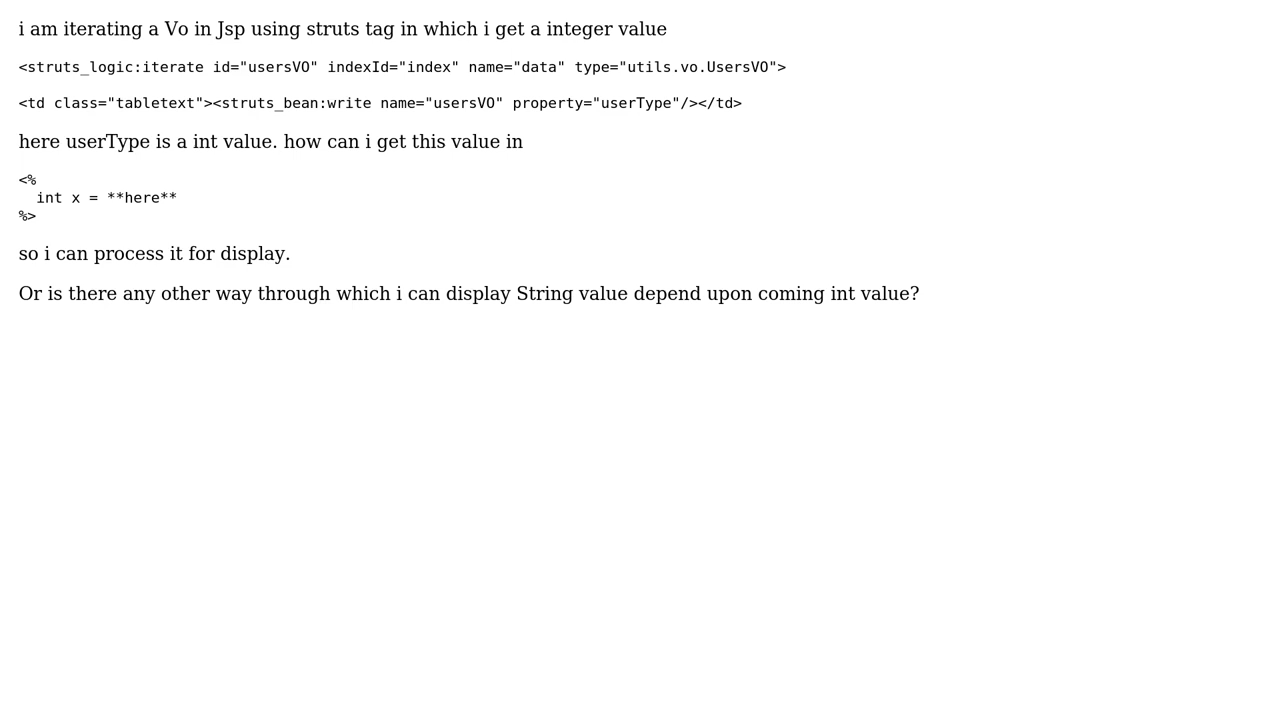 i am iterating a Vo in Jsp using struts tag in which i get a integer value
<struts_logic:iterate id="usersVO" indexId="index" name="data" type="utils.vo.UsersVO">
<td class="tabletext"><struts_bean:write name="usersVO" property="userType"/></td>
here userType is a int value. how can i get this value in
<%
  int x = **here**
%>
so i can process it for display.
Or is there any other way through which i can display String value depend upon coming int value?